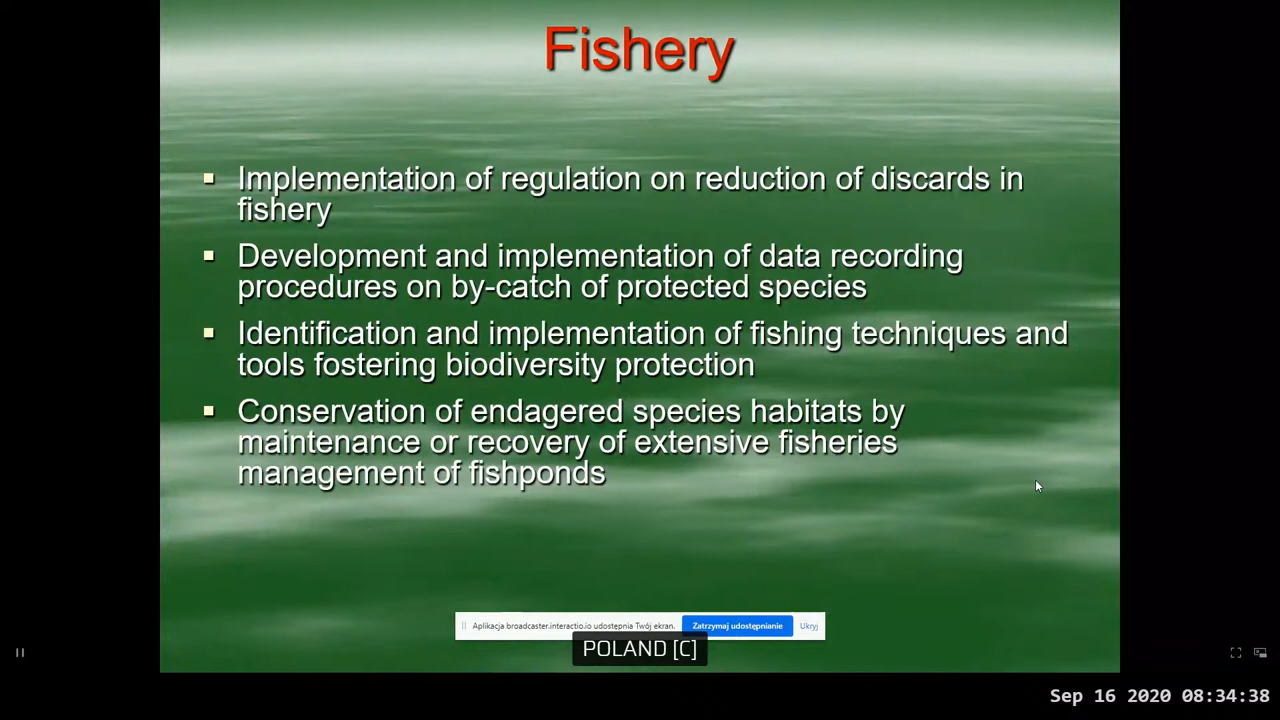 Fishery
Implementation of regulation on reduction of discards in
fishery
Development and implementation of data recording
procedures on by-catch of protected species
Identification and implementation of fishing techniques and
tools fostering biodiversity protection
Conservation of endagered species habitats by
maintenance or recovery of extensive fisheries
management of fishponds
Aplikacja broadcaster.interactio.io udostępnia Twój ekran. Zatrzymaj udostępnianie Ukryj
POLAND [C]
Sep 16 2020 08:34:38